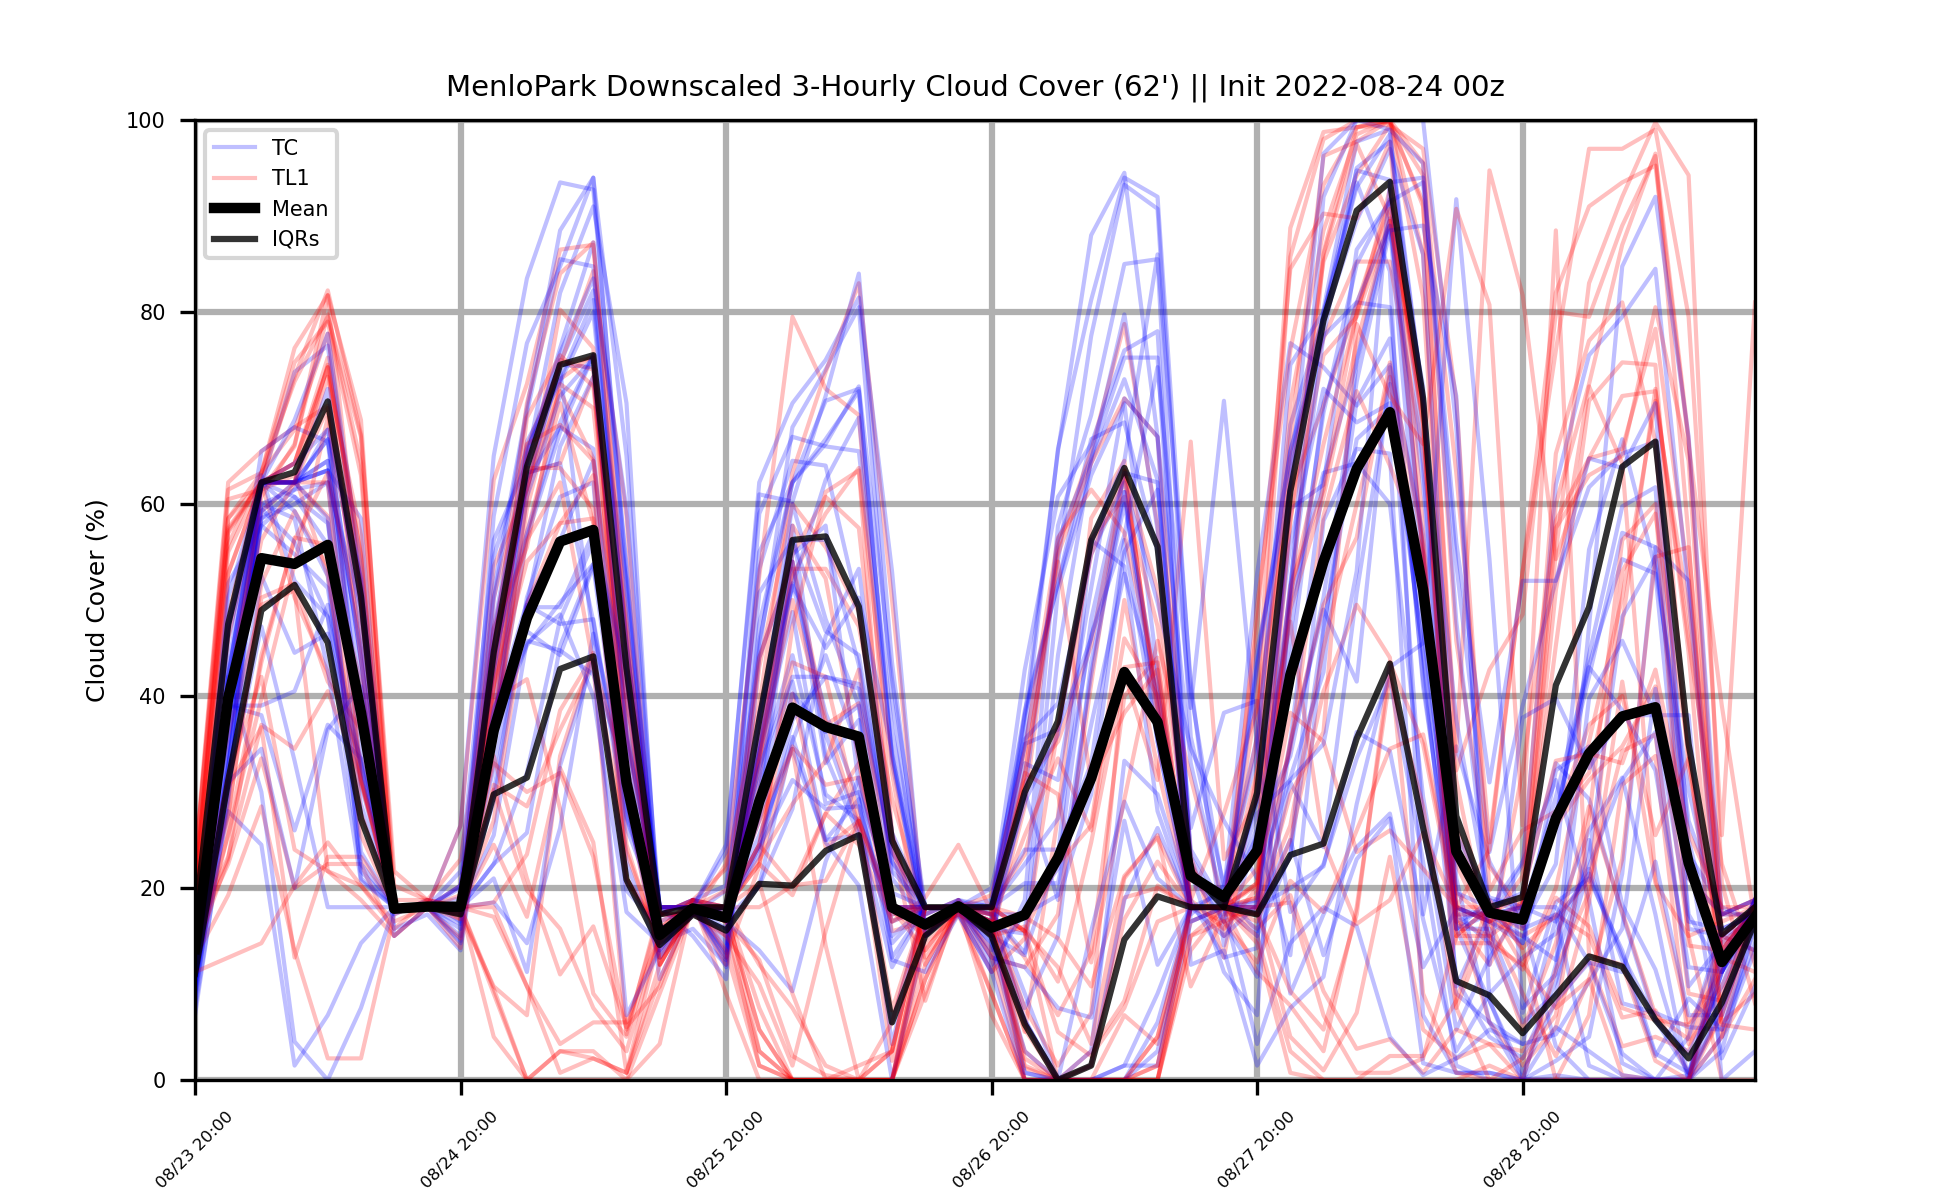 MenloPark Downscaled 3-Hourly Cloud Cover (62') || Init 2022-08-24 00z
TC
TL1
Mean
IQRs
Cloud Cover (%)
100
80
60
40
20
0
08/23 20:00
08/24 20:00
08/25 20:00
08/26 20:00
08/27 20:00
08/28 20:00